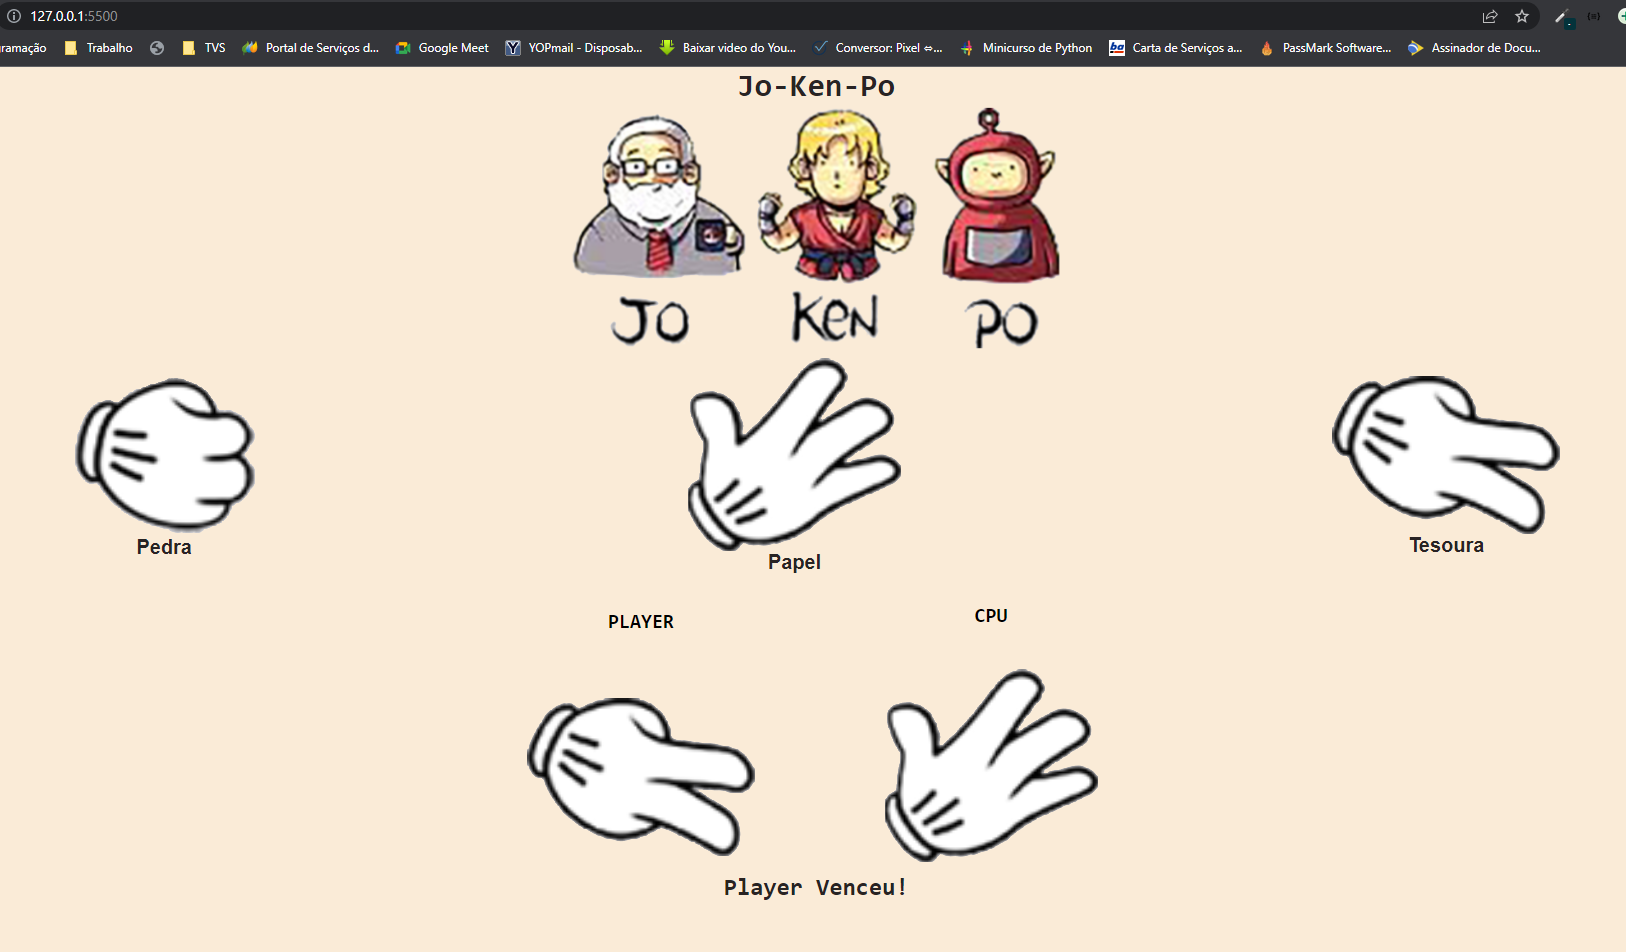 127.0.0.1:5500
ramação Trabalho TVS Portal de Serviços d... Google Meet YOPmail - Disposab... Baixar video do You... Conversor: Pixel ⇔... Minicurso de Python Carta de Serviços a... PassMark Software... Assinador de Docu...
Jo-Ken-Po
JO KEN PO
Pedra
Papel
Tesoura
PLAYER
CPU
Player Venceu!